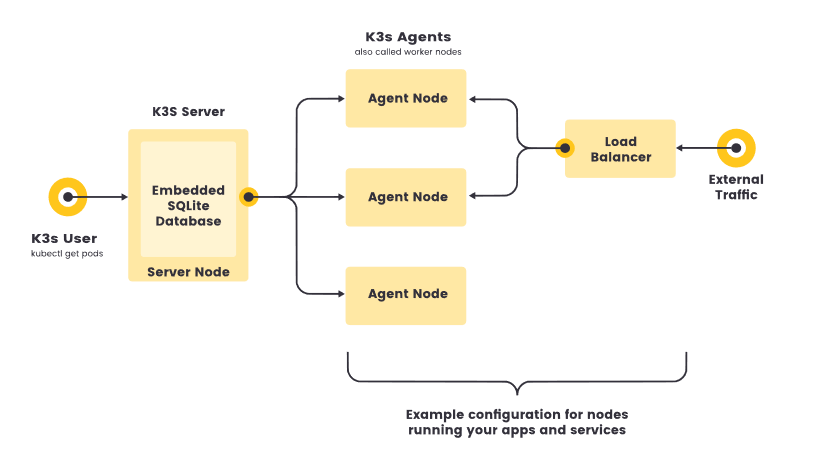 K3s Agents
also called worker nodes
K3S Server
Agent Node
Load
Balancer
Embedded
SQLite
Database
Agent Node
External
Traffic
K3s User
kubectl get pods
Server Node
Agent Node
Example configuration for nodes
running your apps and services